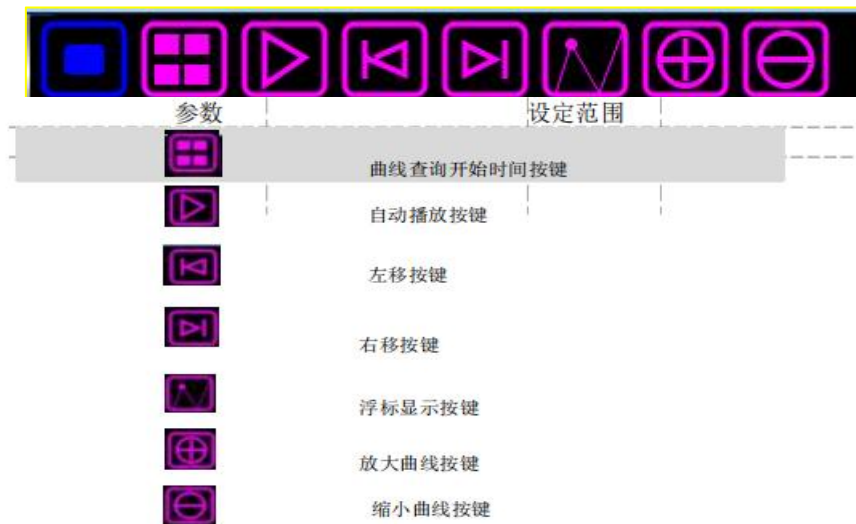 参数 设定范围
曲线查询开始时间按键
自动播放按键
左移按键
右移按键
浮标显示按键
放大曲线按键
缩小曲线按键